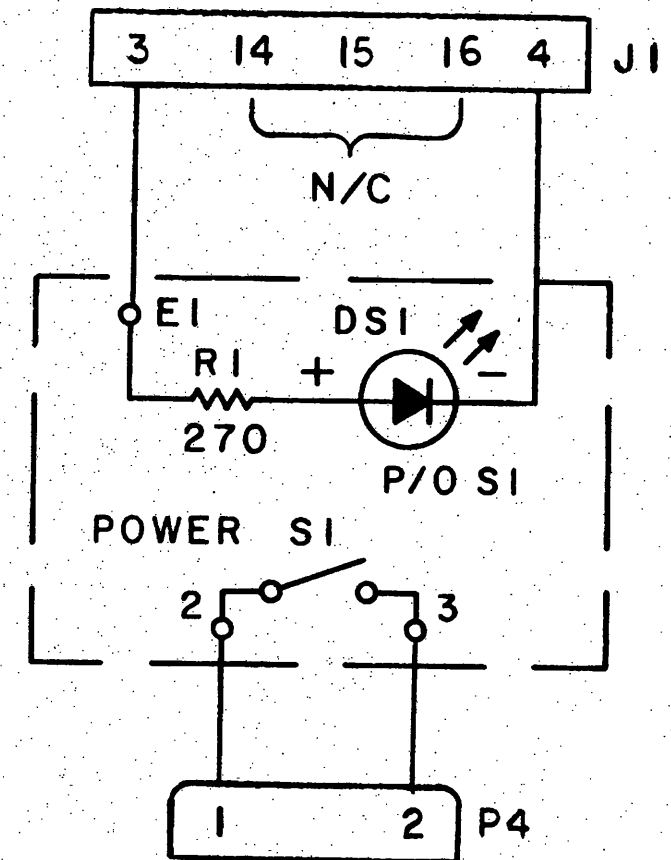 3 14 15 16 4 J1
N/C
E1 DS1
R1 + -
270
P/O S1
POWER S1
2 3
1 2 P4